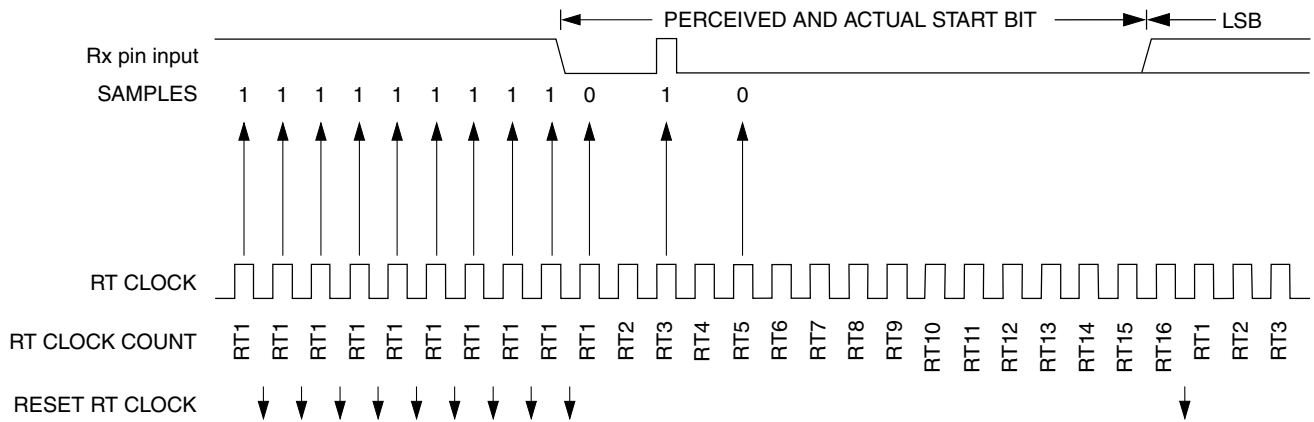 PERCEIVED AND ACTUAL START BIT LSB
Rx pin input
SAMPLES 1 1 1 1 1 1 1 1 1 0 1 0
RT CLOCK
RT CLOCK COUNT RT1 RT1 RT1 RT1 RT1 RT1 RT1 RT1 RT1 RT1 RT2 RT3 RT4 RT5 RT6 RT7 RT8 RT9 RT10 RT11 RT12 RT13 RT14 RT15 RT16 RT1 RT2 RT3
RESET RT CLOCK